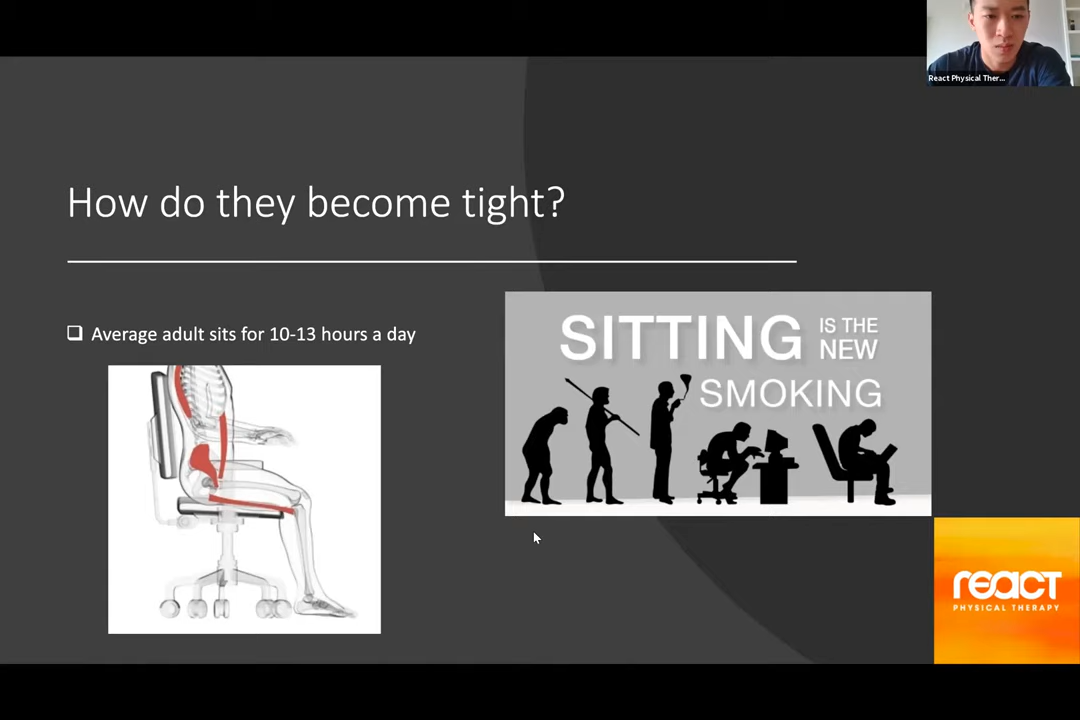 React Physical Ther...
How do they become tight?
Average adult sits for 10-13 hours a day
SITTING IS THE
NEW
SMOKING
react
PHYSICAL THERAPY